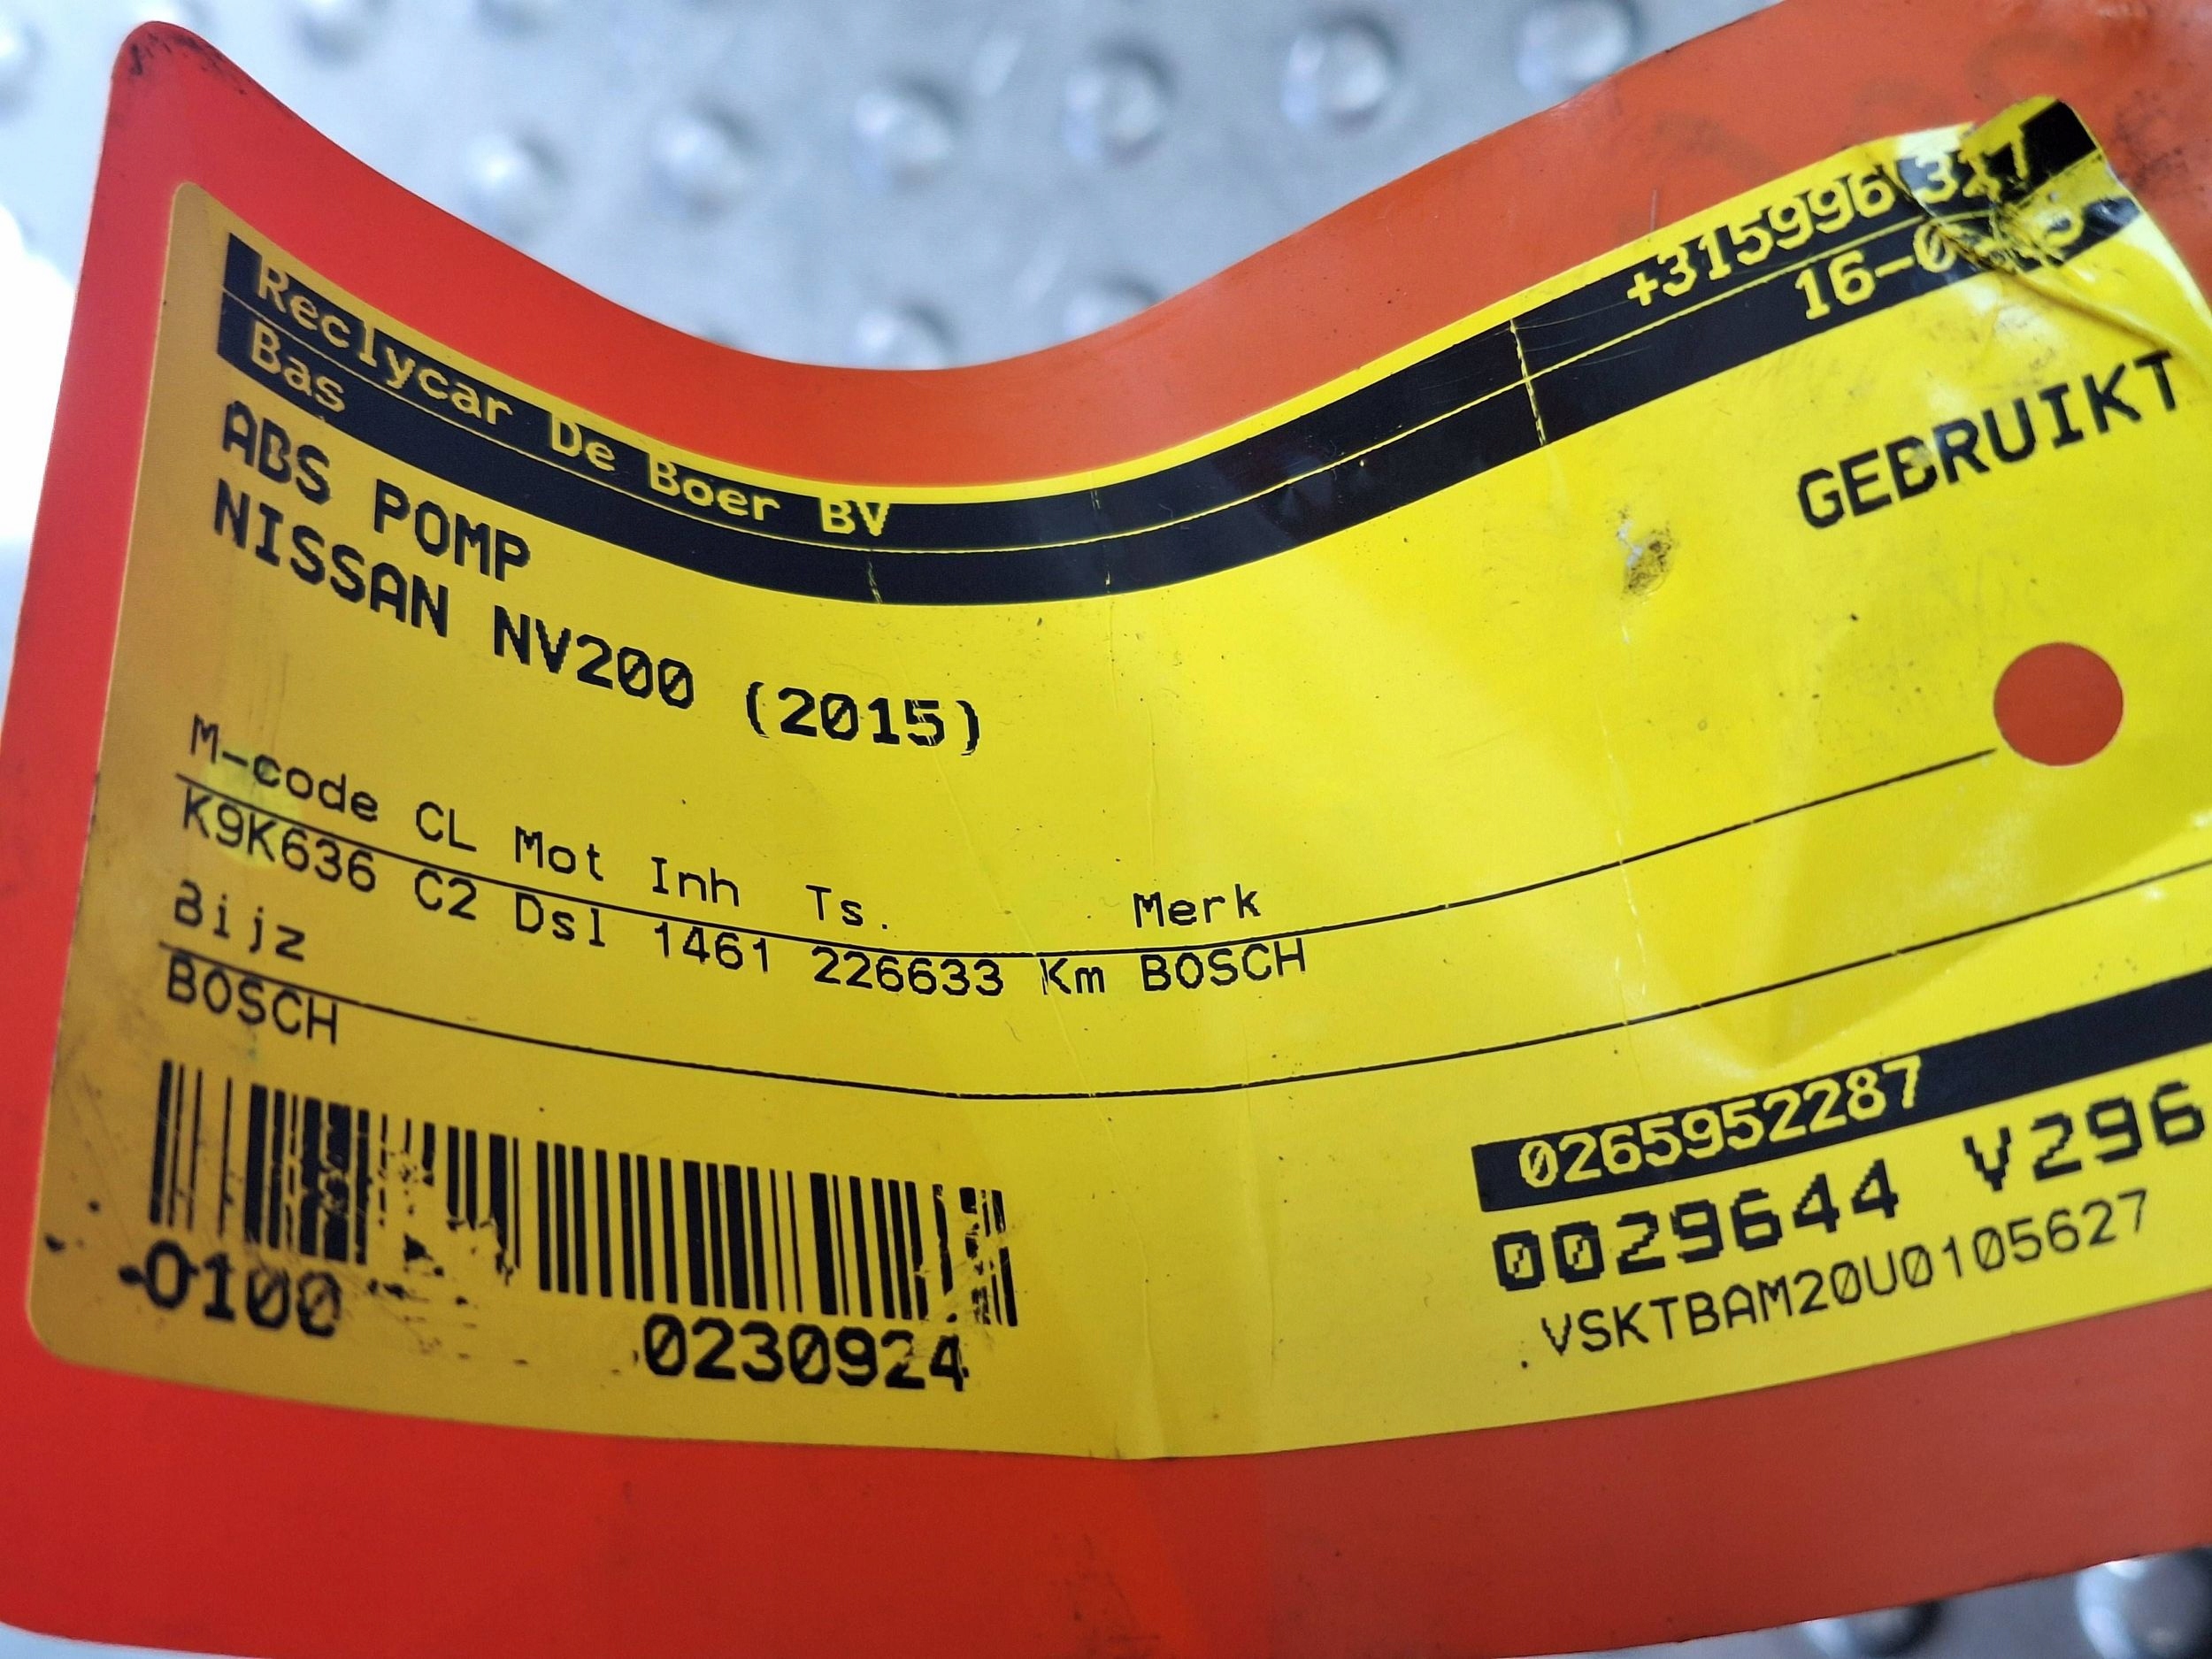 Reclycar De Boer BV
Bas
ABS POMP
NISSAN NV200 (2015)
GEBRUIKT
M-code CL Mot Inh Ts. Merk
K9K636 C2 Dsl 1461 226633 Km BOSCH
Bijz
BOSCH
0100 0230924
0265952287
0029644 V296
VSKTBAM20U0105627